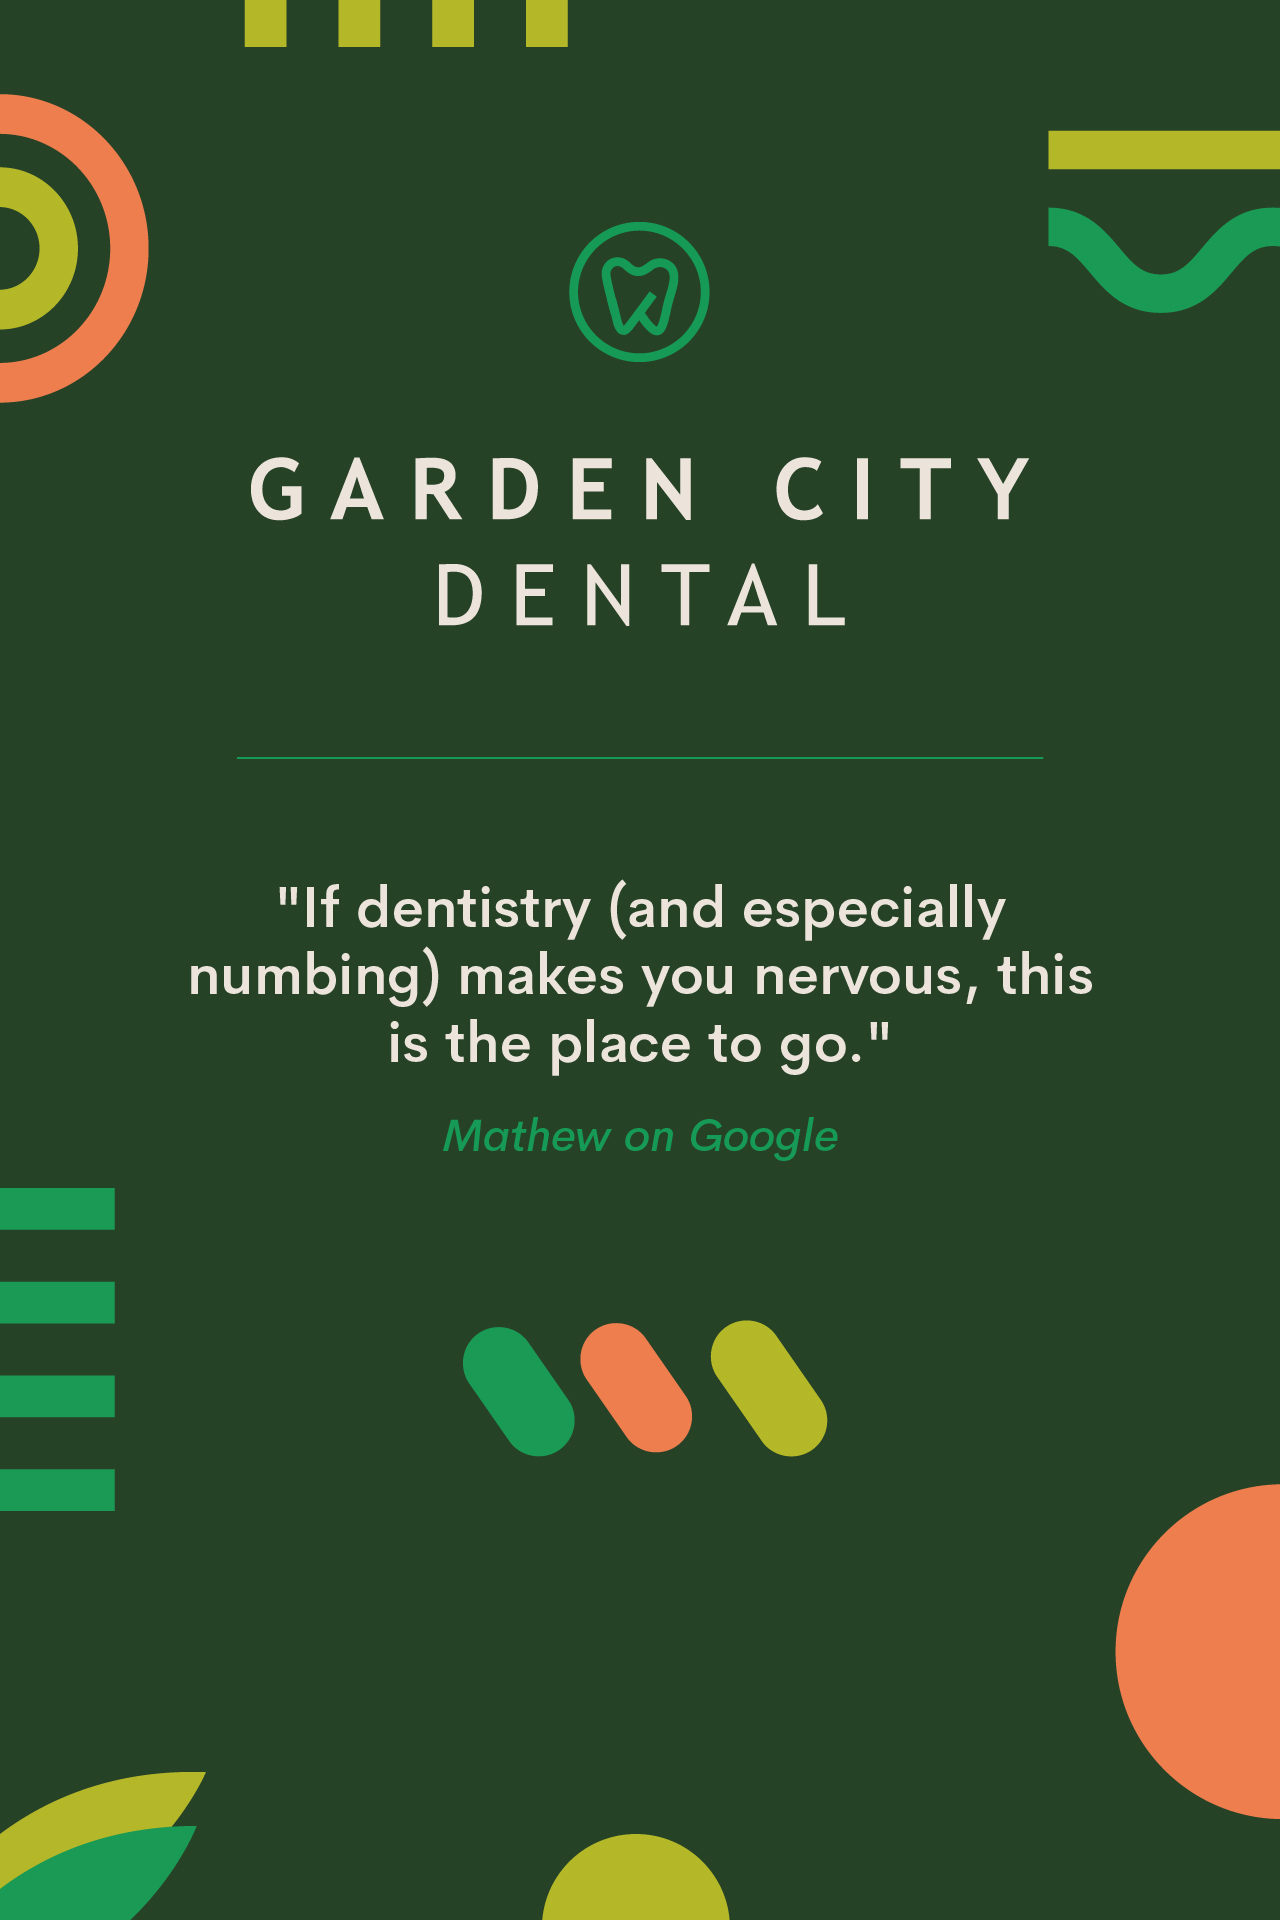 GARDEN CITY
DENTAL
"If dentistry (and especially
numbing) makes you nervous, this
is the place to go."
Mathew on Google